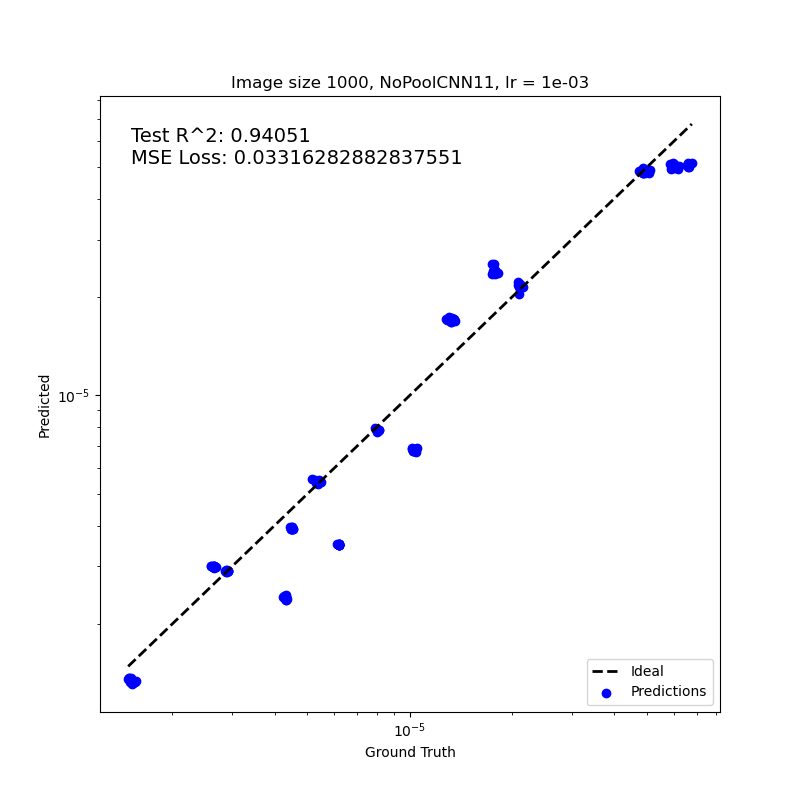 Image size 1000, NoPoolCNN11, lr = 1e-03
Test R^2: 0.94051
MSE Loss: 0.03316282882837551
Predicted
10⁻⁵
Ideal
Predictions
10⁻⁵
Ground Truth